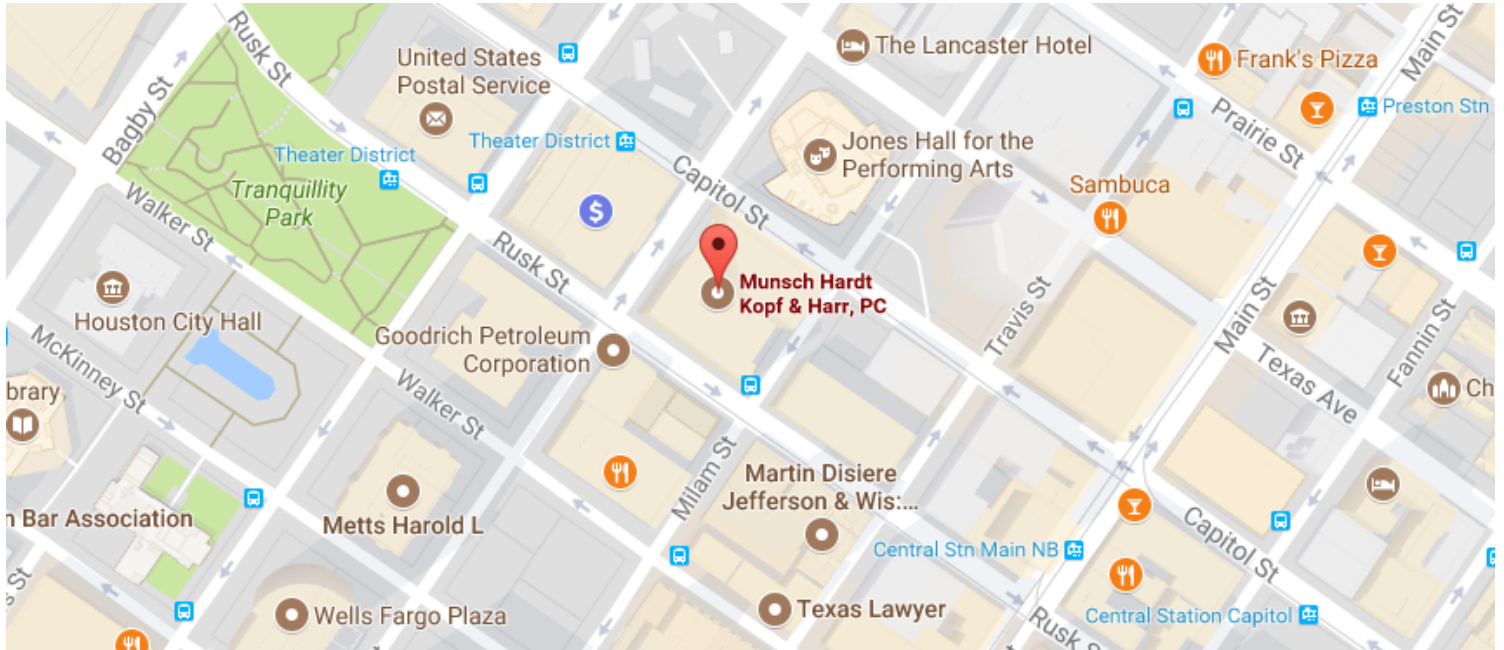 Rusk St
United States
Postal Service
The Lancaster Hotel
Frank's Pizza
Main St
Bagby St
Theater District
Preston Stn
Prairie St
Theater District
Jones Hall for the
Performing Arts
Capitol St
Tranquillity
Park
Sambuca
Walker St
Rusk St
Munsch Hardt
Kopf & Harr, PC
Houston City Hall
Goodrich Petroleum
Corporation
Travis St
Main St
Fannin St
McKinney St
Texas Ave
brary
Walker St
Ch
Milam St
Martin Disiere
Jefferson & Wis:...
n Bar Association
Metts Harold L
Central Stn Main NB
Capitol St
s St
Wells Fargo Plaza
Texas Lawyer
Central Station Capitol
Rusk S